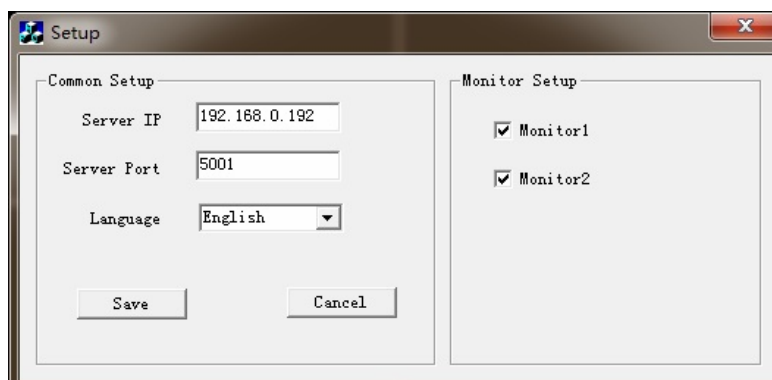 Setup
Common Setup
Server IP 192.168.0.192
Server Port 5001
Language English
Save Cancel
Monitor Setup
Monitor1
Monitor2